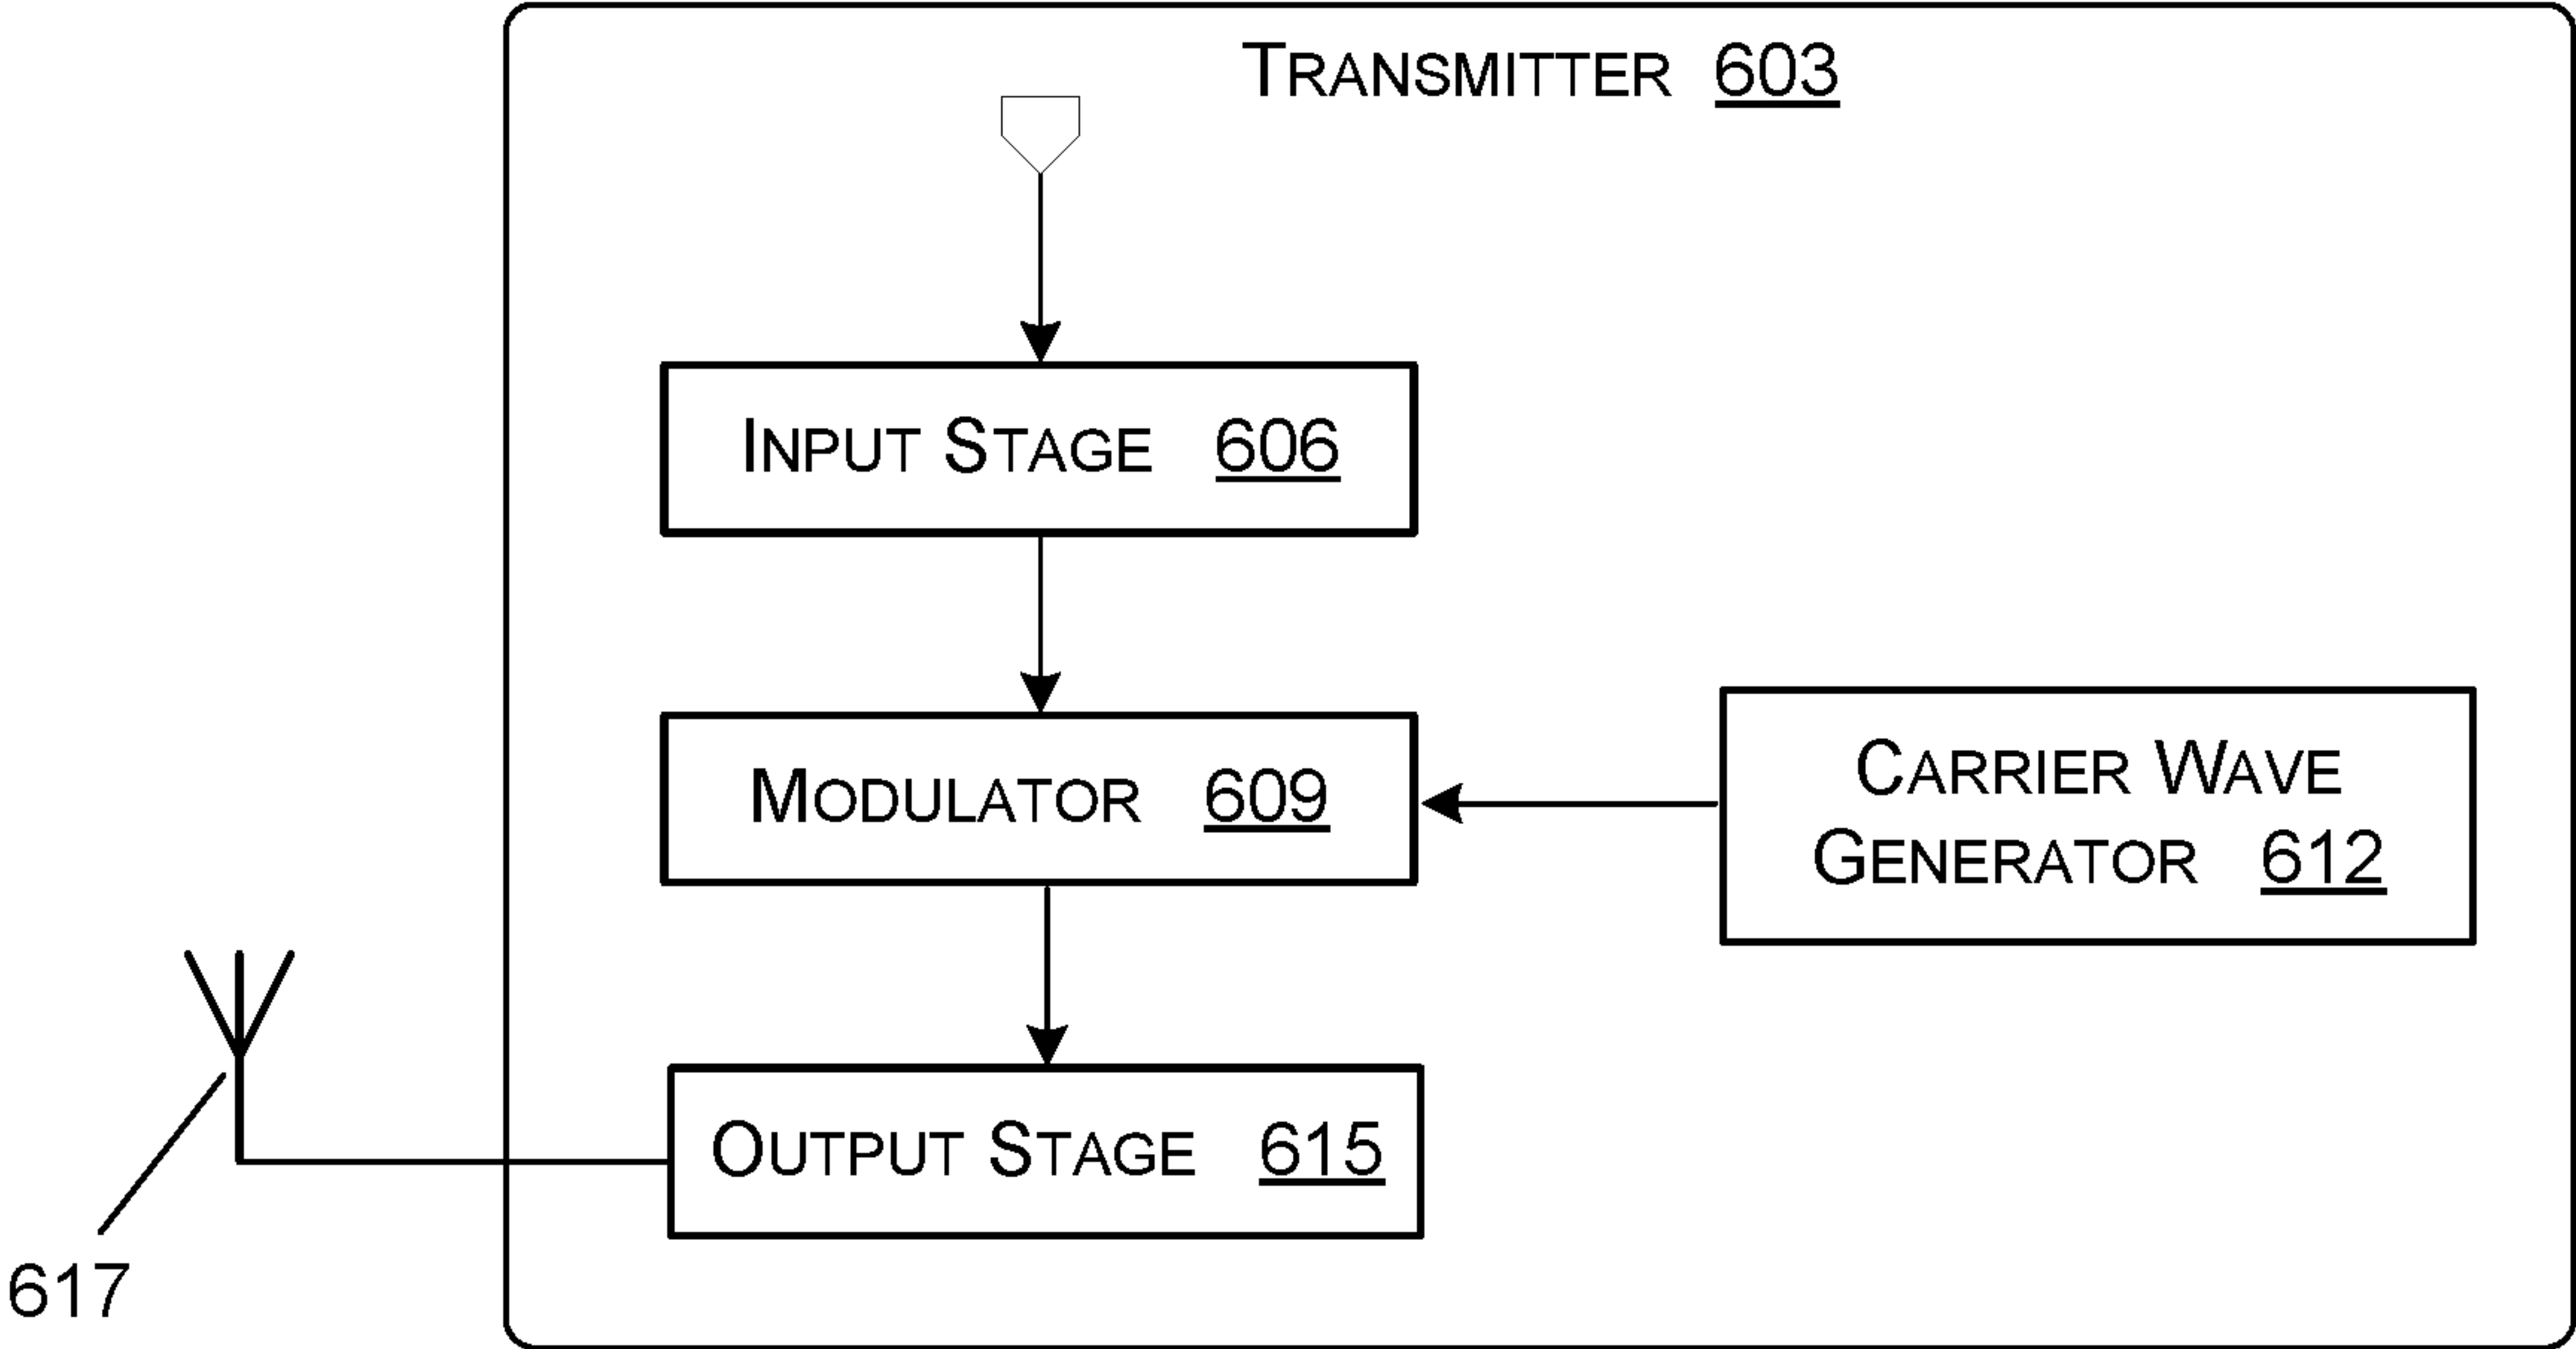 TRANSMITTER 603
INPUT STAGE 606
MODULATOR 609
CARRIER WAVE
GENERATOR 612
OUTPUT STAGE 615
617